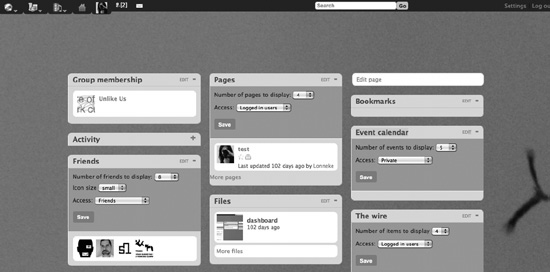 [2]
Search
Go
Settings
Log ou
Group membership
EDIT
Unlike Us
Activity
Friends
EDIT
Number of friends to display: 8
Icon size small
Access: Friends
Save
Pages
EDIT
Number of pages to display: 4
Access: Logged in users
Save
test
Last updated 102 days ago by Lonneke
More pages
Files
EDIT
dashboard
102 days ago
More files
Edit page
Bookmarks
EDIT
Event calendar
EDIT
Number of events to display: 5
Access: Private
Save
The wire
EDIT
Number of items to display 4
Access: Logged in users
Save